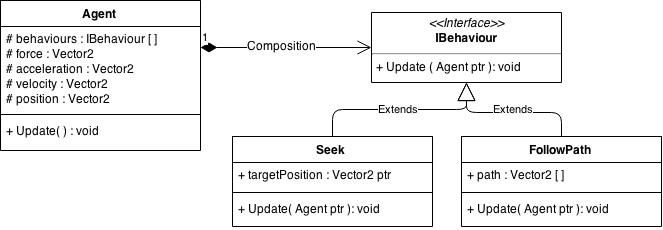 Agent
# behaviours : IBehaviour [ ]
# force : Vector2
# acceleration : Vector2
# velocity : Vector2
# position : Vector2
+ Update( ) : void
1
Composition
<<Interface>>
IBehaviour
+ Update ( Agent ptr ): void
Extends
Extends
Seek
+ targetPosition : Vector2 ptr
+ Update( Agent ptr ): void
FollowPath
+ path : Vector2 [ ]
+ Update( Agent ptr ): void